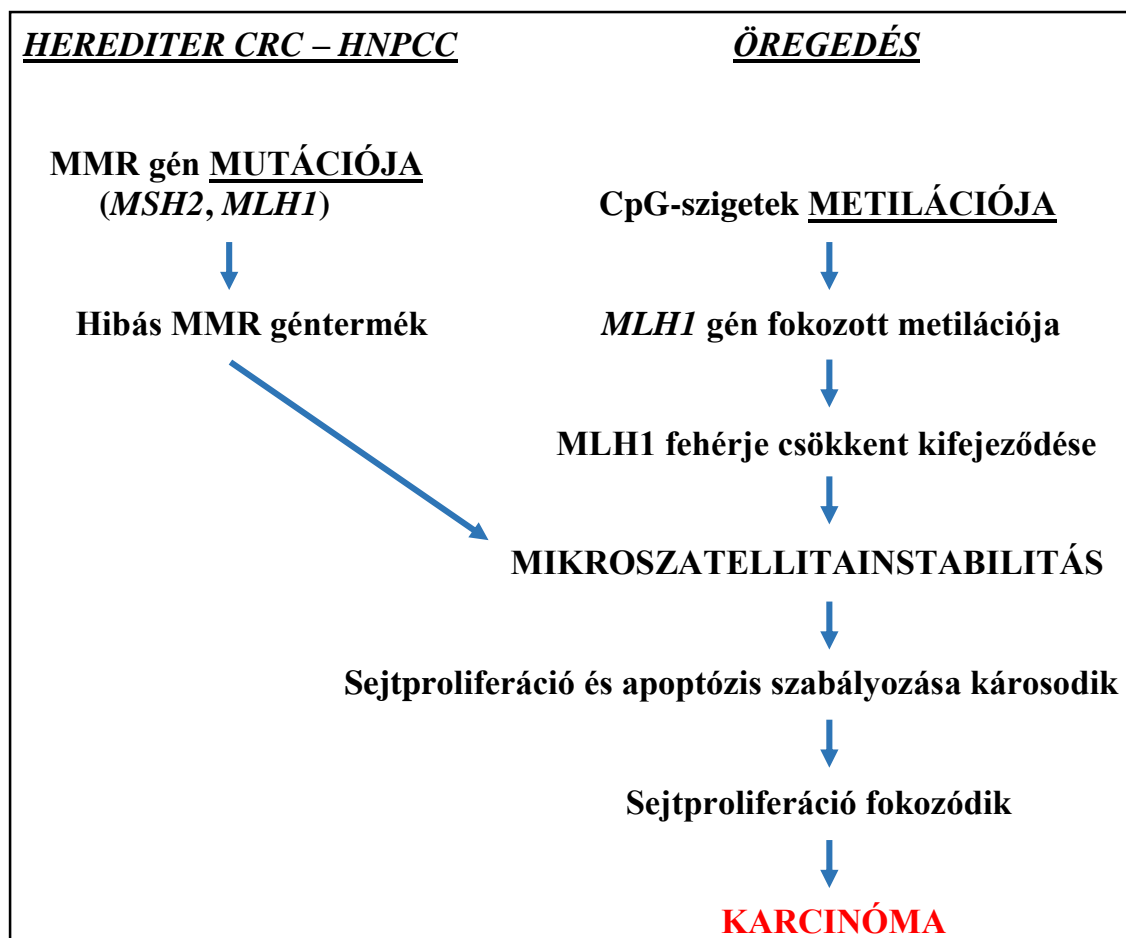 HEREDITER CRC – HNPCC
MMR gén MUTÁCIÓJA
(MSH2, MLH1)
Hibás MMR géntermék
ÖREGEDÉS
CpG-szigetek METILÁCIÓJA
MLH1 gén fokozott metilációja
MLH1 fehérje csökkent kifejeződése
MIKROSZATELLITAINSTABILITÁS
Sejtproliferáció és apoptózis szabályozása károsodik
Sejtproliferáció fokozódik
KARCINÓMA